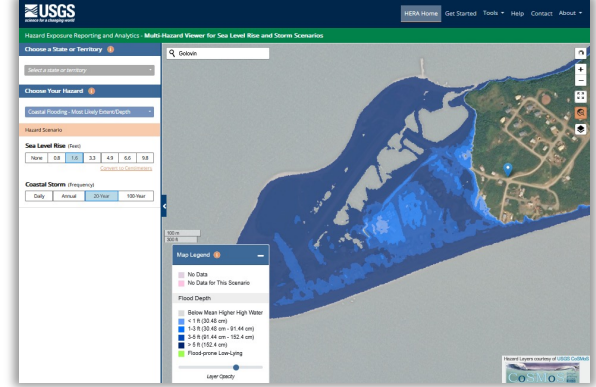 USGS
science for a changing world
HERA Home Get Started Tools Help Contact About
Hazard Exposure Reporting and Analytics - Multi-Hazard Viewer for Sea Level Rise and Storm Scenarios
Choose a State or Territory
Select a state or territory
Choose Your Hazard
Coastal Flooding - Most Likely Extent/Depth
Hazard Scenario
Sea Level Rise (Feet)
None 0.8 1.6 3.3 4.9 6.6 9.8
Convert to Centimeters
Coastal Storm (Frequency)
Daily Annual 20-Year 100-Year
Golovin
+
−
100 m
300 ft
Map Legend
No Data
No Data for This Scenario
Flood Depth
Below Mean Higher High Water
< 1 ft (30.48 cm)
1-3 ft (30.48 cm - 91.44 cm)
3-5 ft (91.44 cm - 152.4 cm)
> 5 ft (152.4 cm)
Flood-prone Low-Lying
Layer Opacity
Hazard Layers courtesy of USGS CoSMoS
CoSMoS